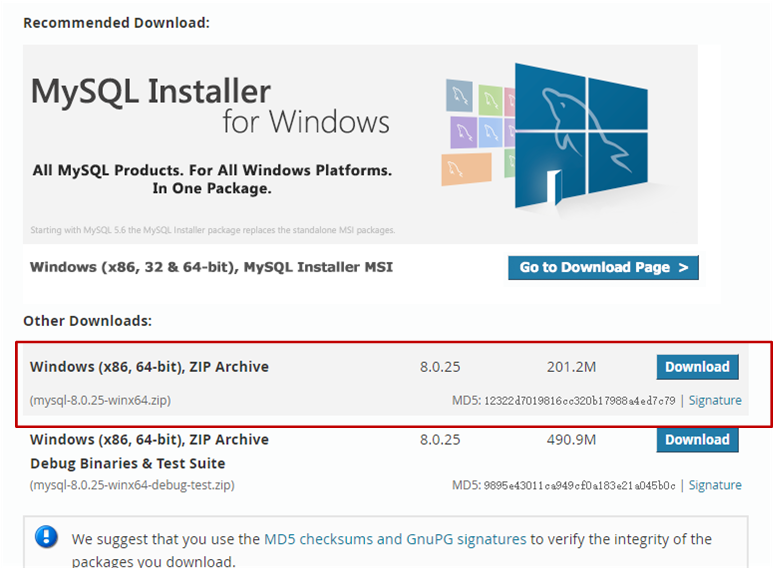 Recommended Download:
MySQL Installer
for Windows
All MySQL Products. For All Windows Platforms.
In One Package.
Starting with MySQL 5.6 the MySQL Installer package replaces the standalone MSI packages.
Windows (x86, 32 & 64-bit), MySQL Installer MSI Go to Download Page >
Other Downloads:
Windows (x86, 64-bit), ZIP Archive 8.0.25 201.2M Download
(mysql-8.0.25-winx64.zip) MD5: 12322d7019816cc320b17988a4ed7c79 | Signature
Windows (x86, 64-bit), ZIP Archive 8.0.25 490.9M Download
Debug Binaries & Test Suite
(mysql-8.0.25-winx64-debug-test.zip) MD5: 9895e43011ca949cf0a183e21a045b0c | Signature
We suggest that you use the MD5 checksums and GnuPG signatures to verify the integrity of the
packages you download.